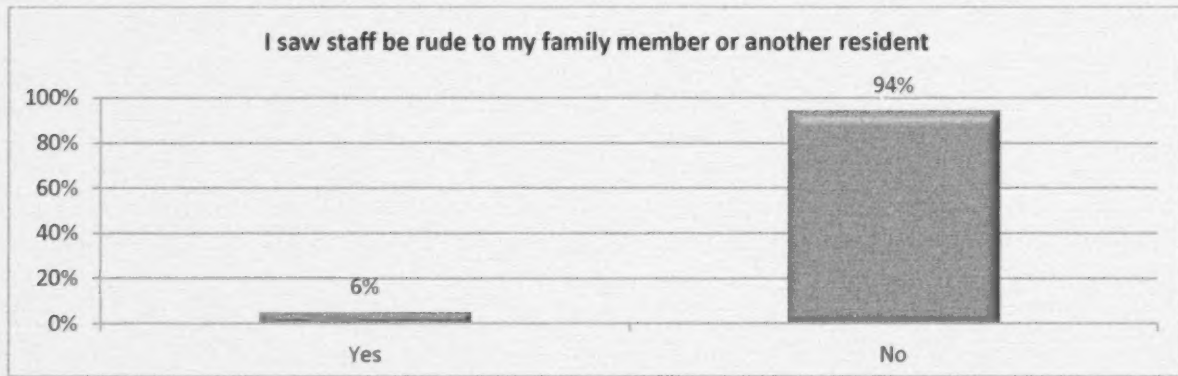 I saw staff be rude to my family member or another resident
94%
100%
80%
60%
40%
20%
6%
0%
Yes
No